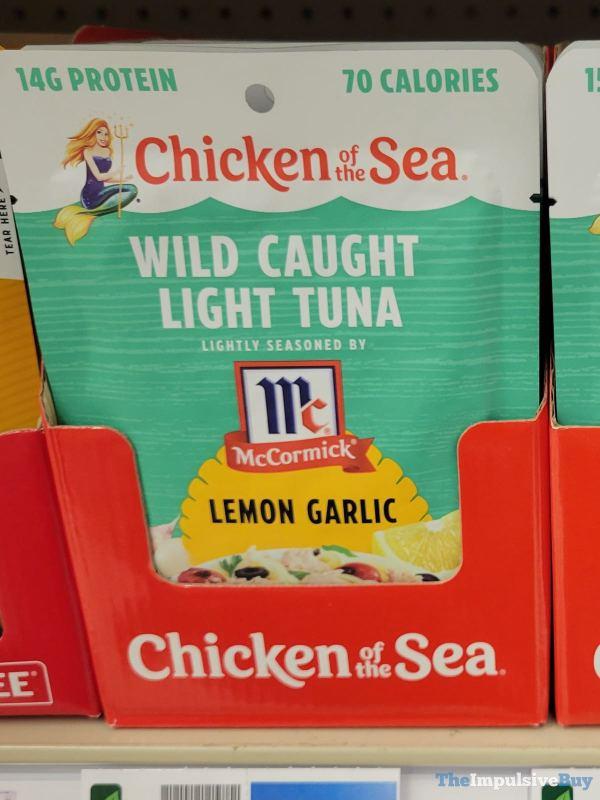 14G PROTEIN
70 CALORIES
TEAR HERE
Chicken of the Sea.
WILD CAUGHT
LIGHT TUNA
LIGHTLY SEASONED BY
Mc
McCormick®
LEMON GARLIC
Chicken of the Sea.
EE®
TheImpulsiveBuy